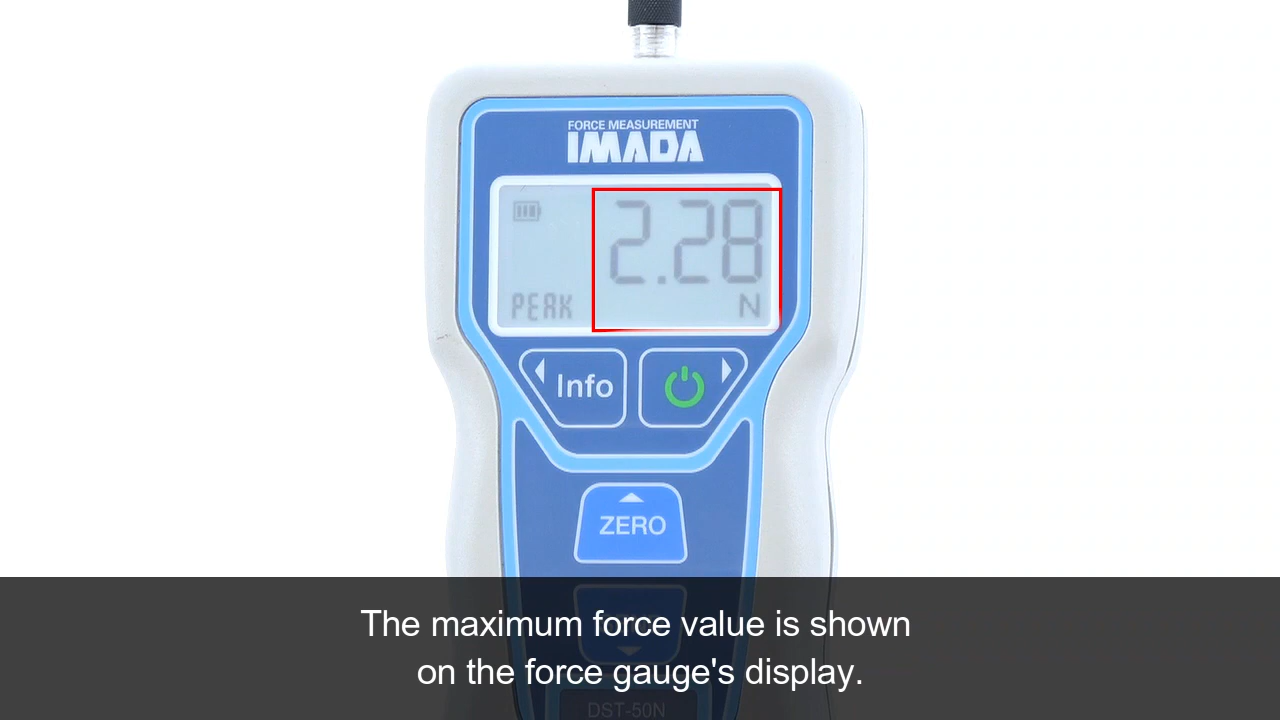 FORCE MEASUREMENT
IMADA
2.28
PEAK N
Info
ZERO
The maximum force value is shown
on the force gauge's display.
DST-50N